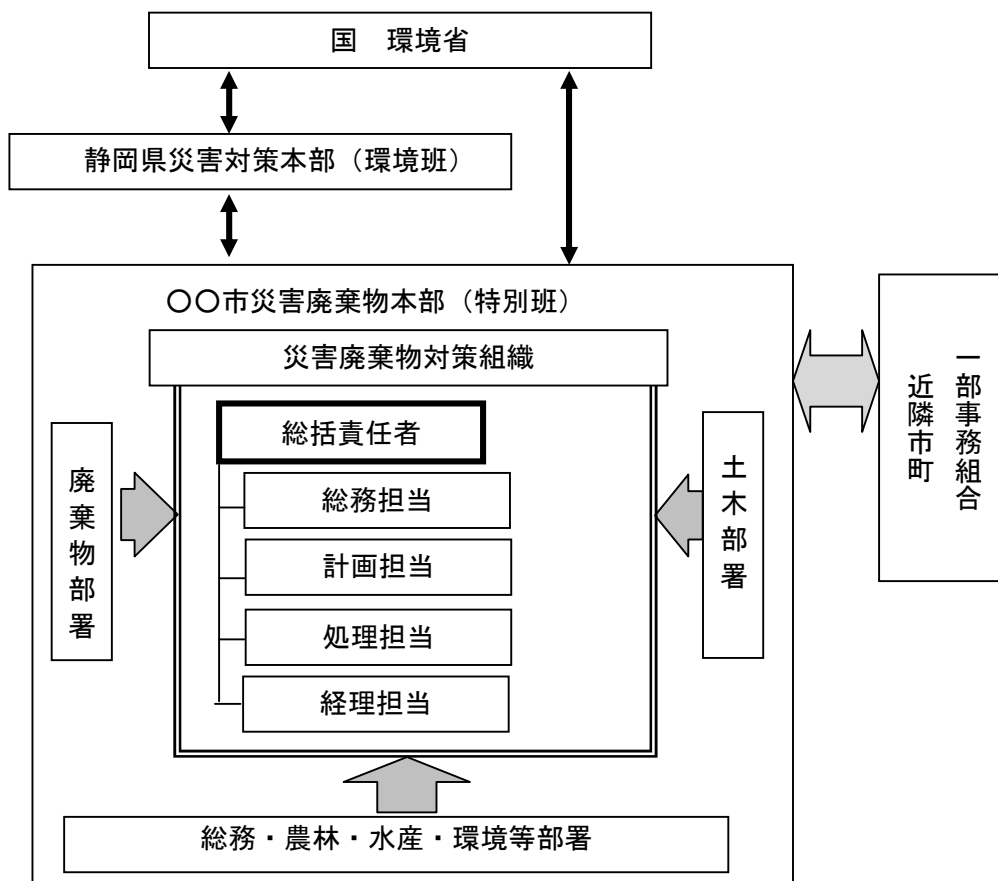 国　環境省
静岡県災害対策本部（環境班）
〇〇市災害廃棄物本部（特別班）
災害廃棄物対策組織
総括責任者
総務担当
計画担当
処理担当
経理担当
廃棄物部署
土木部署
総務・農林・水産・環境等部署
一部事務組合
近隣市町